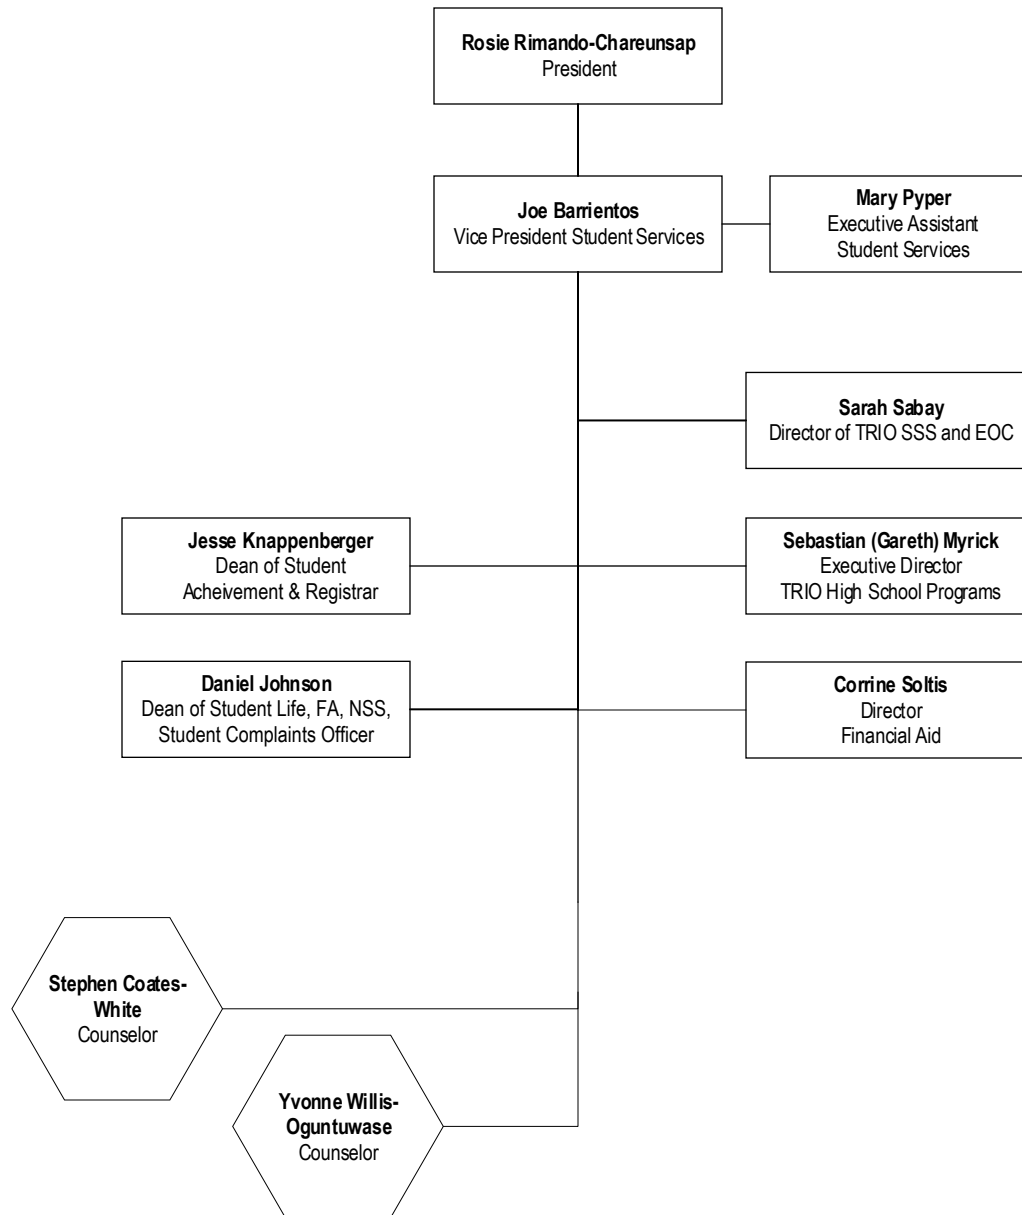 Rosie Rimando-Chareunsap
President
Joe Barrientos
Vice President Student Services
Mary Pyper
Executive Assistant
Student Services
Sarah Sabay
Director of TRIO SSS and EOC
Jesse Knappenberger
Dean of Student
Acheivement & Registrar
Sebastian (Gareth) Myrick
Executive Director
TRIO High School Programs
Daniel Johnson
Dean of Student Life, FA, NSS,
Student Complaints Officer
Corrine Soltis
Director
Financial Aid
Stephen Coates-
White
Counselor
Yvonne Willis-
Oguntuwase
Counselor